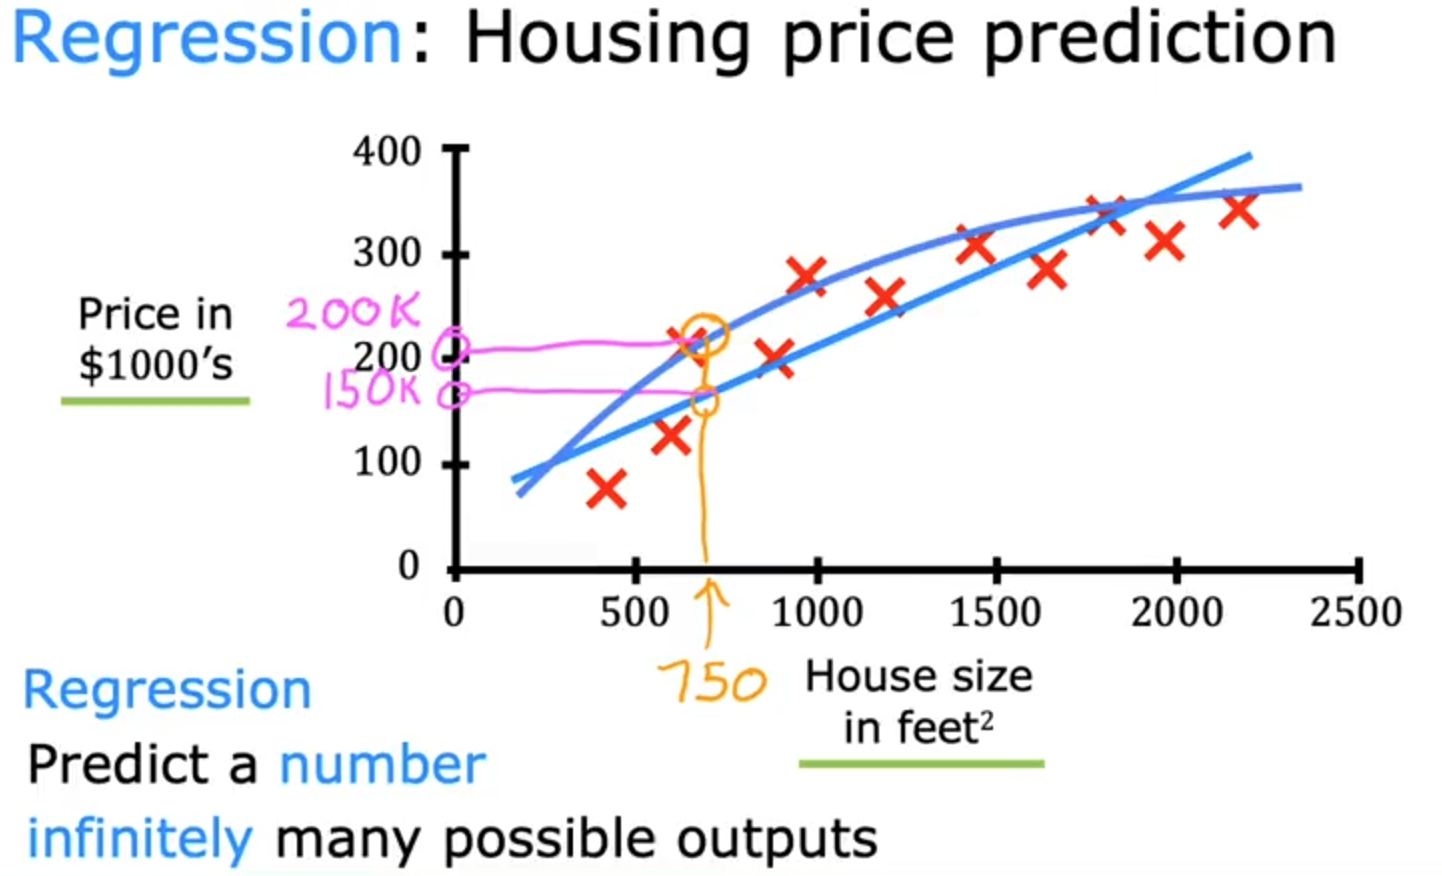 Regression: Housing price prediction
400
300
Price in
$1000's
200K
200
150K
100
0
0 500 1000 1500 2000 2500
750
House size
in feet²
Regression
Predict a number
infinitely many possible outputs